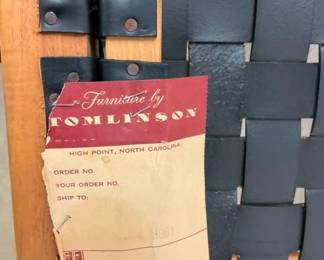 Furniture by
TOMLINSON
HIGH POINT, NORTH CAROLINA
ORDER NO.
YOUR ORDER NO.
SHIP TO: